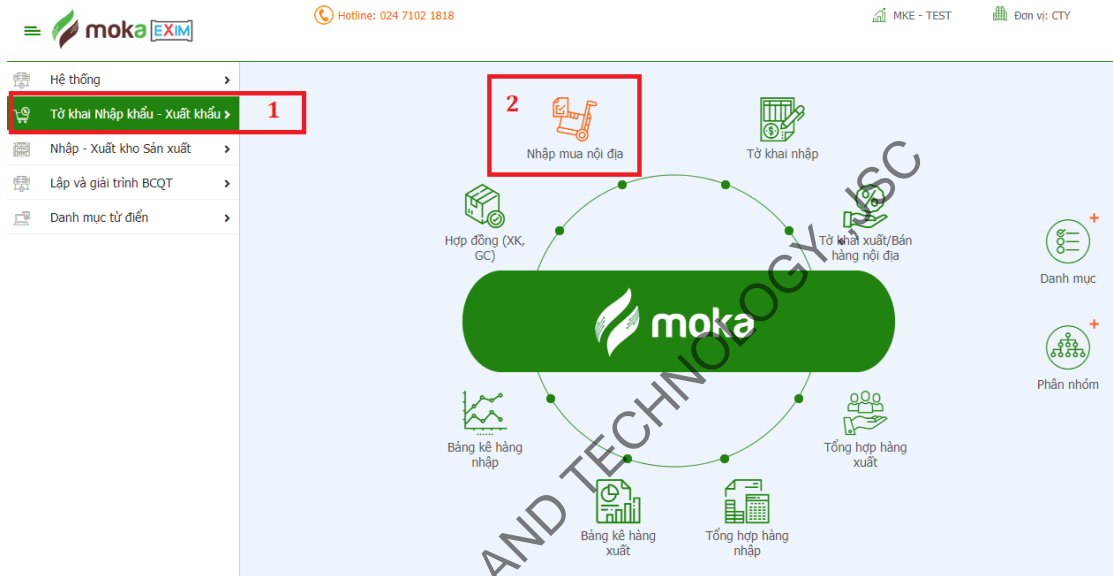 Hotline: 024 7102 1818
MKE - TEST
Đơn vị: CTY
moka EXIM
Hệ thống
Tờ khai Nhập khẩu - Xuất khẩu
1
Nhập - Xuất kho Sản xuất
Lập và giải trình BCQT
Danh mục từ điển
2
Nhập mua nội địa
Tờ khai nhập
Hợp đồng (XK,
GC)
Tờ khai xuất/Bán
hàng nội địa
Danh mục
moka
Phân nhóm
Bảng kê hàng
nhập
Tổng hợp hàng
xuất
Bảng kê hàng
xuất
Tổng hợp hàng
nhập
AND TECHNOLOGY .,JSC